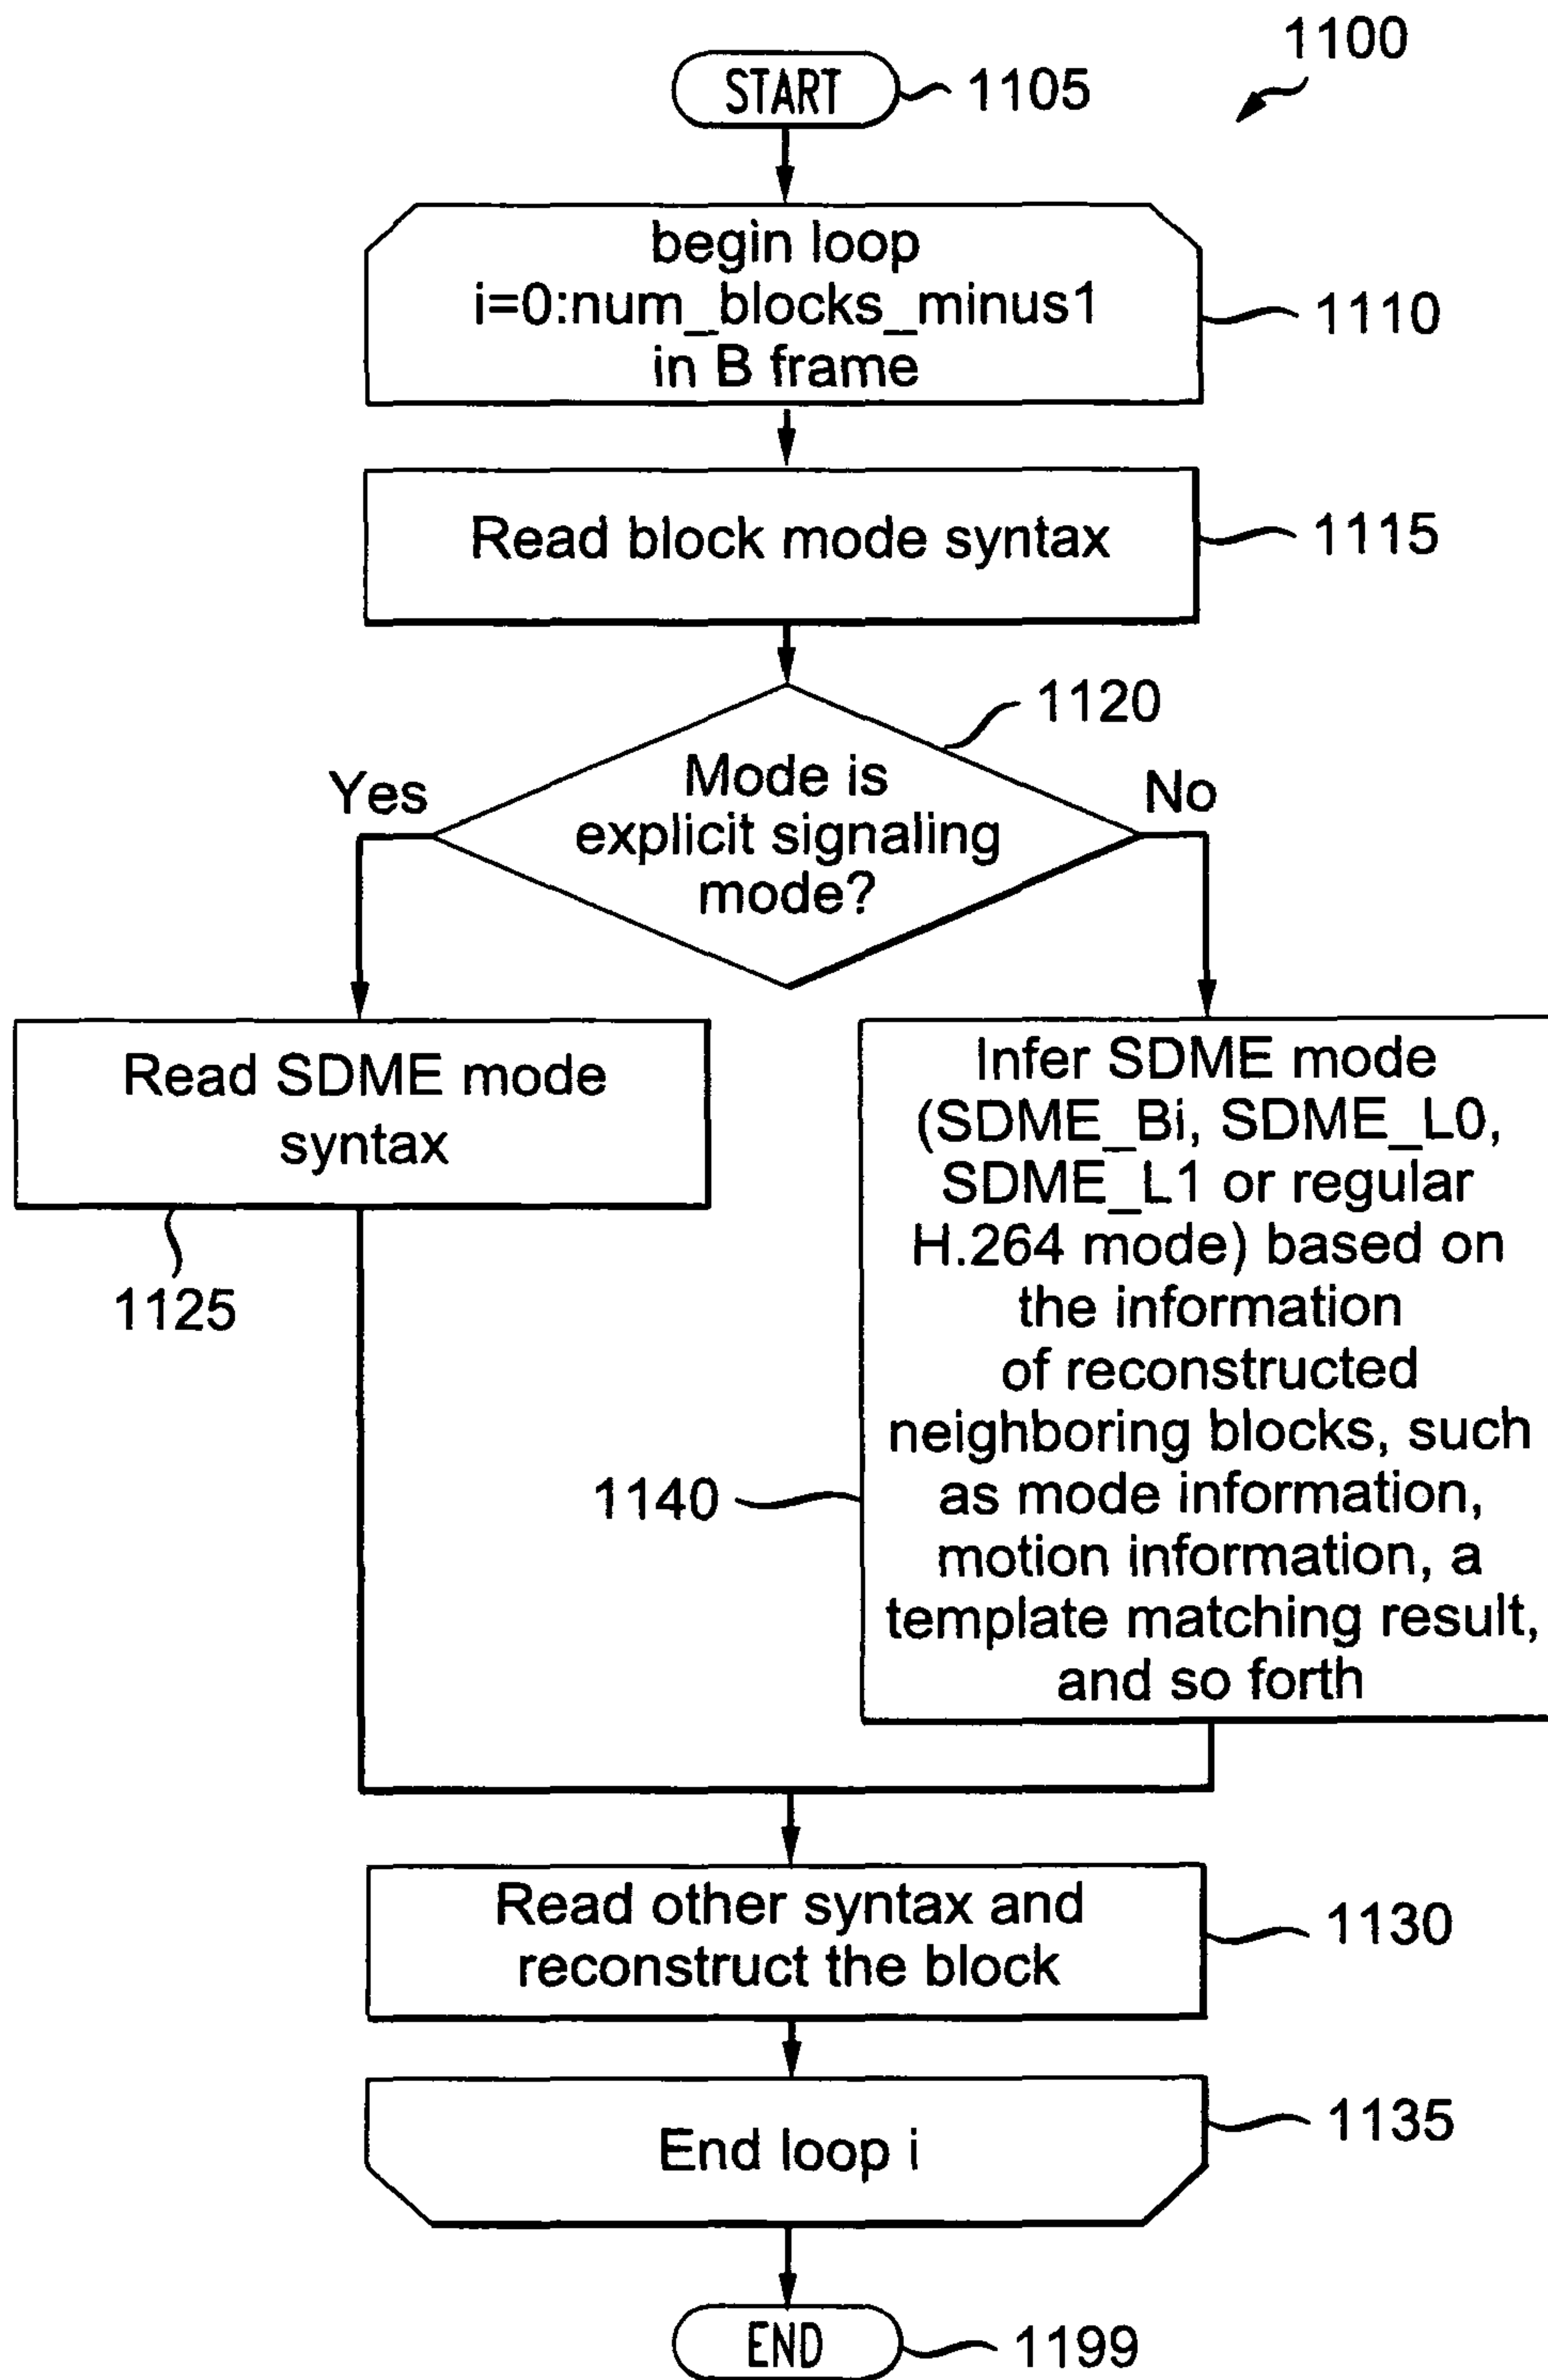 1100
START
1105
begin loop
i=0:num_blocks_minus1
in B frame
1110
Read block mode syntax
1115
1120
Mode is
explicit signaling
mode?
Yes
No
Read SDME mode
syntax
1125
Infer SDME mode
(SDME_Bi, SDME_L0,
SDME_L1 or regular
H.264 mode) based on
the information
of reconstructed
neighboring blocks, such
as mode information,
motion information, a
template matching result,
and so forth
1140
Read other syntax and
reconstruct the block
1130
End loop i
1135
END
1199